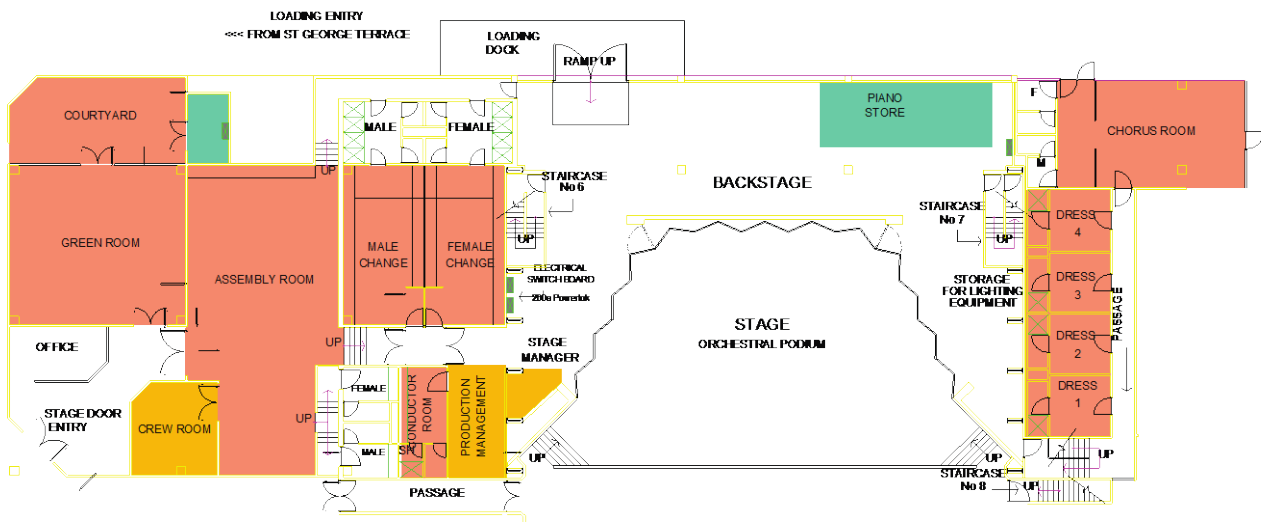 LOADING ENTRY
<<< FROM ST GEORGE TERRACE
LOADING
DOCK
RAMP UP
COURTYARD
MALE
FEMALE
PIANO
STORE
F
M
CHORUS ROOM
UP
STAIRCASE
No 6
BACKSTAGE
STAIRCASE
No 7
GREEN ROOM
ASSEMBLY ROOM
MALE
CHANGE
FEMALE
CHANGE
UP
UP
DRESS
4
ELECTRICAL
SWITCH BOARD
200a Powerlok
STORAGE
FOR LIGHTING
EQUIPMENT
DRESS
3
PASSAGE
STAGE
ORCHESTRAL PODIUM
OFFICE
UP
STAGE
MANAGER
DRESS
2
FEMALE
CONDUCTOR
ROOM
PRODUCTION
MANAGEMENT
DRESS
1
STAGE DOOR
ENTRY
CREW ROOM
UP
MALE
UP
UP
UP
STAIRCASE
No 8
UP
PASSAGE